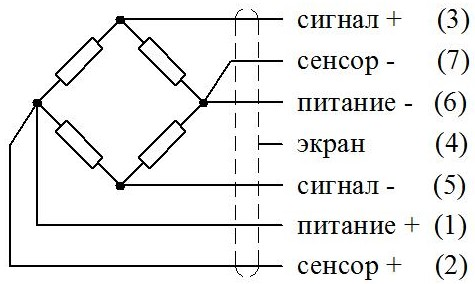 сигнал + (3)
сенсор - (7)
питание - (6)
экран (4)
сигнал - (5)
питание + (1)
сенсор + (2)